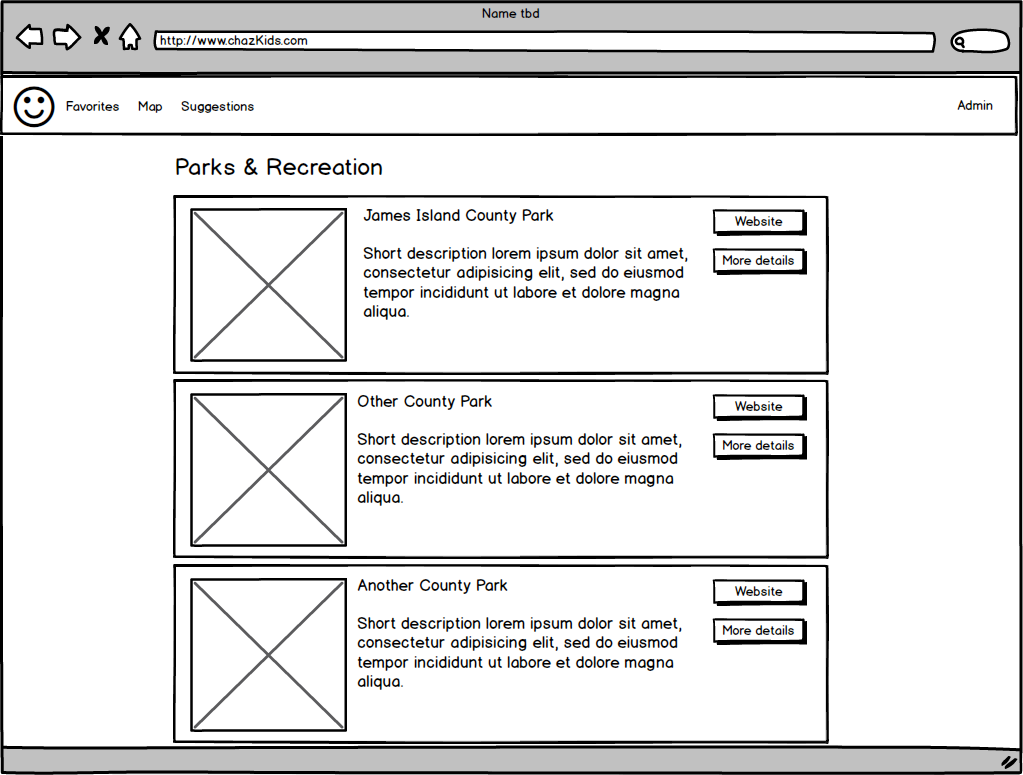 Name tbd
http://www.chazKids.com
Favorites Map Suggestions Admin
Parks & Recreation
James Island County Park
Website
Short description lorem ipsum dolor sit amet,
consectetur adipisicing elit, sed do eiusmod
tempor incididunt ut labore et dolore magna
aliqua.
More details
Other County Park
Website
Short description lorem ipsum dolor sit amet,
consectetur adipisicing elit, sed do eiusmod
tempor incididunt ut labore et dolore magna
aliqua.
More details
Another County Park
Website
Short description lorem ipsum dolor sit amet,
consectetur adipisicing elit, sed do eiusmod
tempor incididunt ut labore et dolore magna
aliqua.
More details